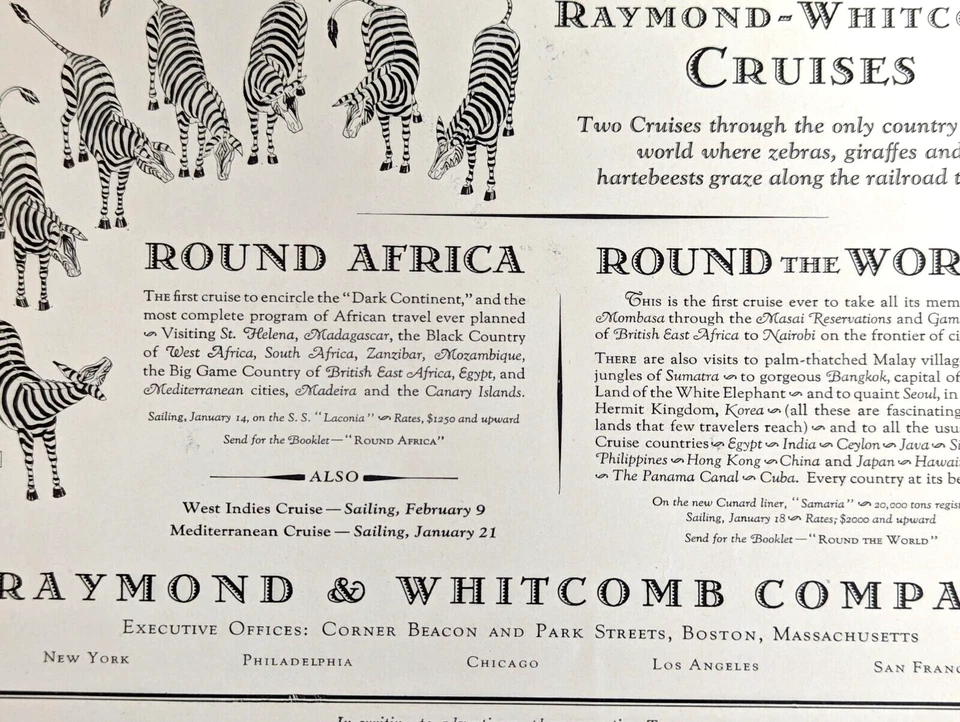 RAYMOND-WHITCO
CRUISES
Two Cruises through the only country
world where zebras, giraffes and
hartebeests graze along the railroad t
ROUND AFRICA
THE first cruise to encircle the "Dark Continent," and the
most complete program of African travel ever planned
~ Visiting St. Helena, Madagascar, the Black Country
of West Africa, South Africa, Zanzibar, Mozambique,
the Big Game Country of British East Africa, Egypt, and
Mediterranean cities, Madeira and the Canary Islands.
Sailing, January 14, on the S. S. "Laconia" ~ Rates, $1250 and upward
Send for the Booklet—"ROUND AFRICA"
ALSO
West Indies Cruise — Sailing, February 9
Mediterranean Cruise — Sailing, January 21
ROUND THE WOR
THIS is the first cruise ever to take all its mem
Mombasa through the Masai Reservations and Gam
of British East Africa to Nairobi on the frontier of ci
THERE are also visits to palm-thatched Malay villag
jungles of Sumatra ~ to gorgeous Bangkok, capital of
Land of the White Elephant ~ and to quaint Seoul, in
Hermit Kingdom, Korea ~ (all these are fascinating
lands that few travelers reach) ~ and to all the usu
Cruise countries ~ Egypt ~ India ~ Ceylon ~ Java ~ Si
Philippines ~ Hong Kong ~ China and Japan ~ Hawai
~ The Panama Canal ~ Cuba. Every country at its be
On the new Cunard liner, "Samaria" ~ 20,000 tons regist
Sailing, January 18 ~ Rates, $2000 and upward
Send for the Booklet—"ROUND THE WORLD"
RAYMOND & WHITCOMB COMPA
EXECUTIVE OFFICES: CORNER BEACON AND PARK STREETS, BOSTON, MASSACHUSETTS
NEW YORK PHILADELPHIA CHICAGO LOS ANGELES SAN FRANC